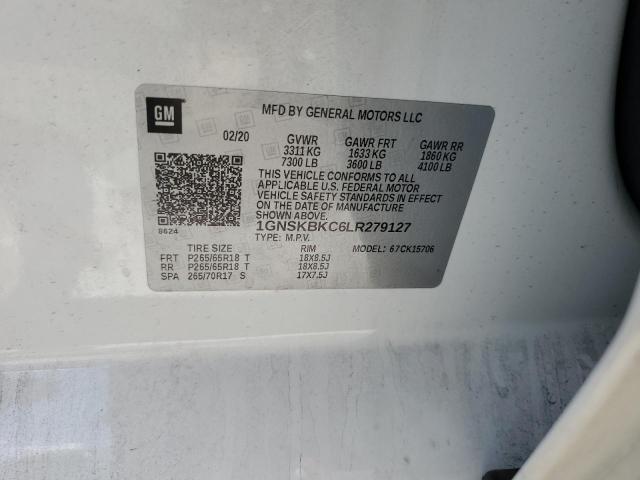 GM
MFD BY GENERAL MOTORS LLC
02/20 GVWR GAWR FRT GAWR RR
3311 KG 1633 KG 1860 KG
7300 LB 3600 LB 4100 LB
THIS VEHICLE CONFORMS TO ALL
APPLICABLE U.S. FEDERAL MOTOR
VEHICLE SAFETY STANDARDS IN EFFECT
ON THE DATE OF MANUFACTURE
SHOWN ABOVE.
8624 1GNSKBKC6LR279127
TYPE: M.P.V. MODEL: 67CK15706
TIRE SIZE RIM
FRT P265/65R18 T 18X8.5J
RR P265/65R18 T 18X8.5J
SPA 265/70R17 S 17X7.5J